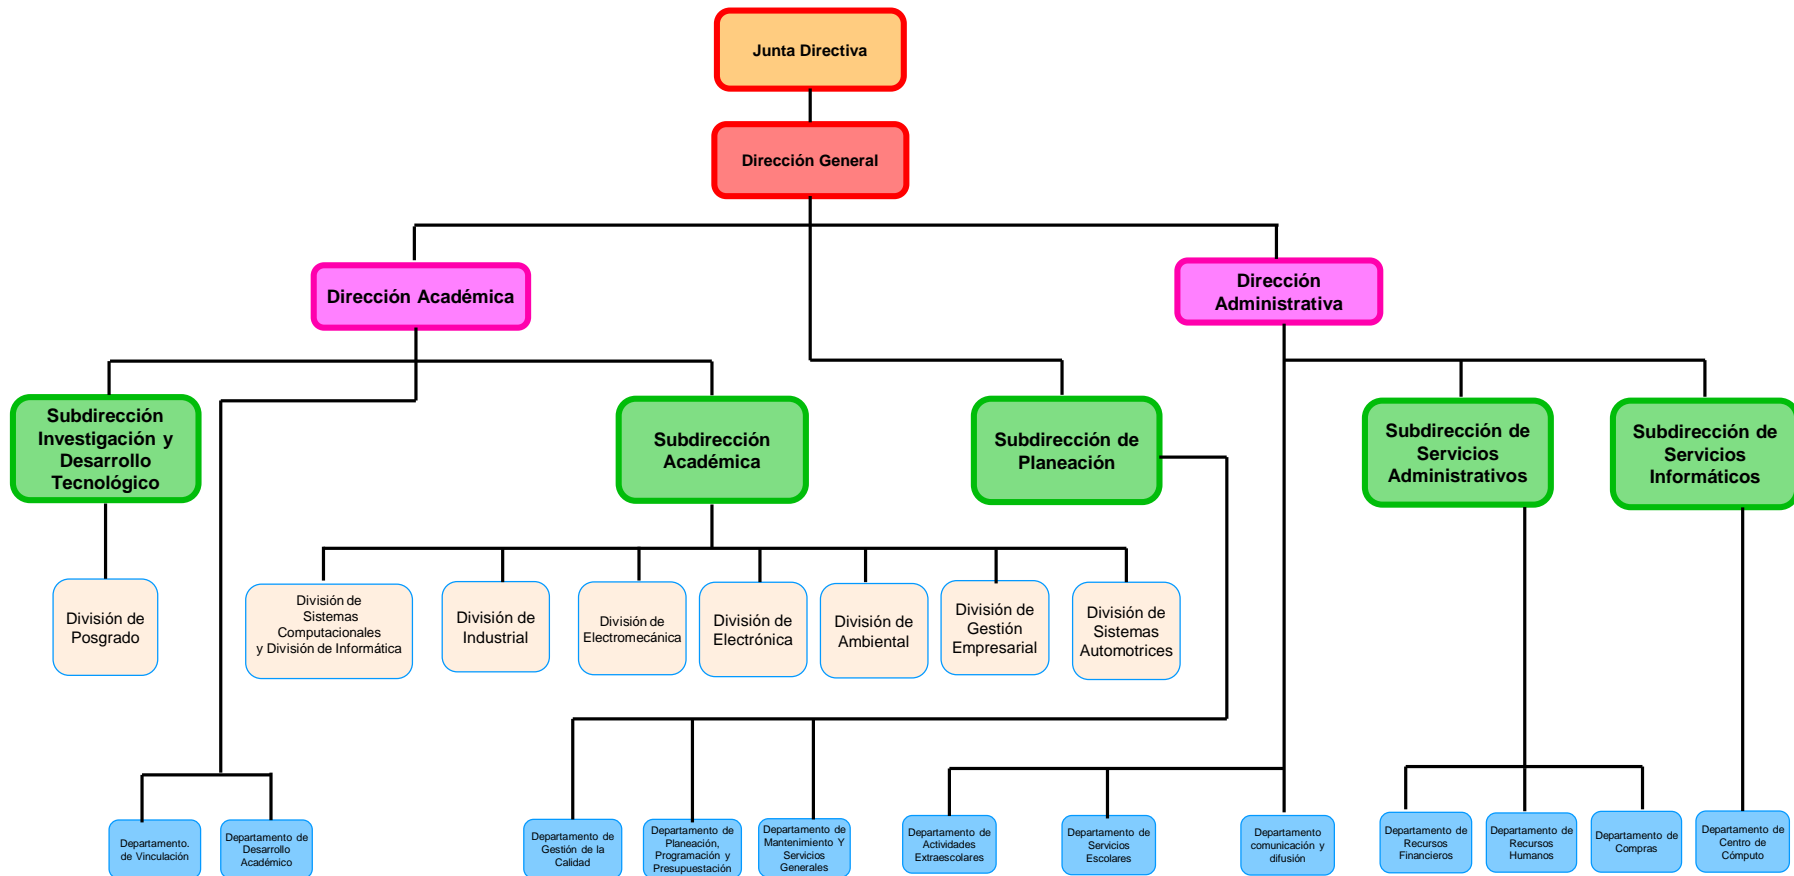 Junta Directiva
Dirección General
Dirección Académica
Dirección
Administrativa
Subdirección
Investigación y
Desarrollo
Tecnológico
Subdirección
Académica
Subdirección de
Planeación
Subdirección de
Servicios
Administrativos
Subdirección de
Servicios
Informáticos
División de
Posgrado
División de
Sistemas
Computacionales
y División de Informática
División de
Industrial
División de
Electromecánica
División de
Electrónica
División de
Ambiental
División de
Gestión
Empresarial
División de
Sistemas
Automotrices
Departamento.
de Vinculación
Departamento de
Desarrollo
Académico
Departamento de
Gestión de la
Calidad
Departamento de
Planeación,
Programación y
Presupuestación
Departamento de
Mantenimiento Y
Servicios
Generales
Departamento de
Actividades
Extraescolares
Departamento de
Servicios
Escolares
Departamento
comunicación y
difusión
Departamento de
Recursos
Financieros
Departamento de
Recursos
Humanos
Departamento de
Compras
Departamento de
Centro de
Cómputo